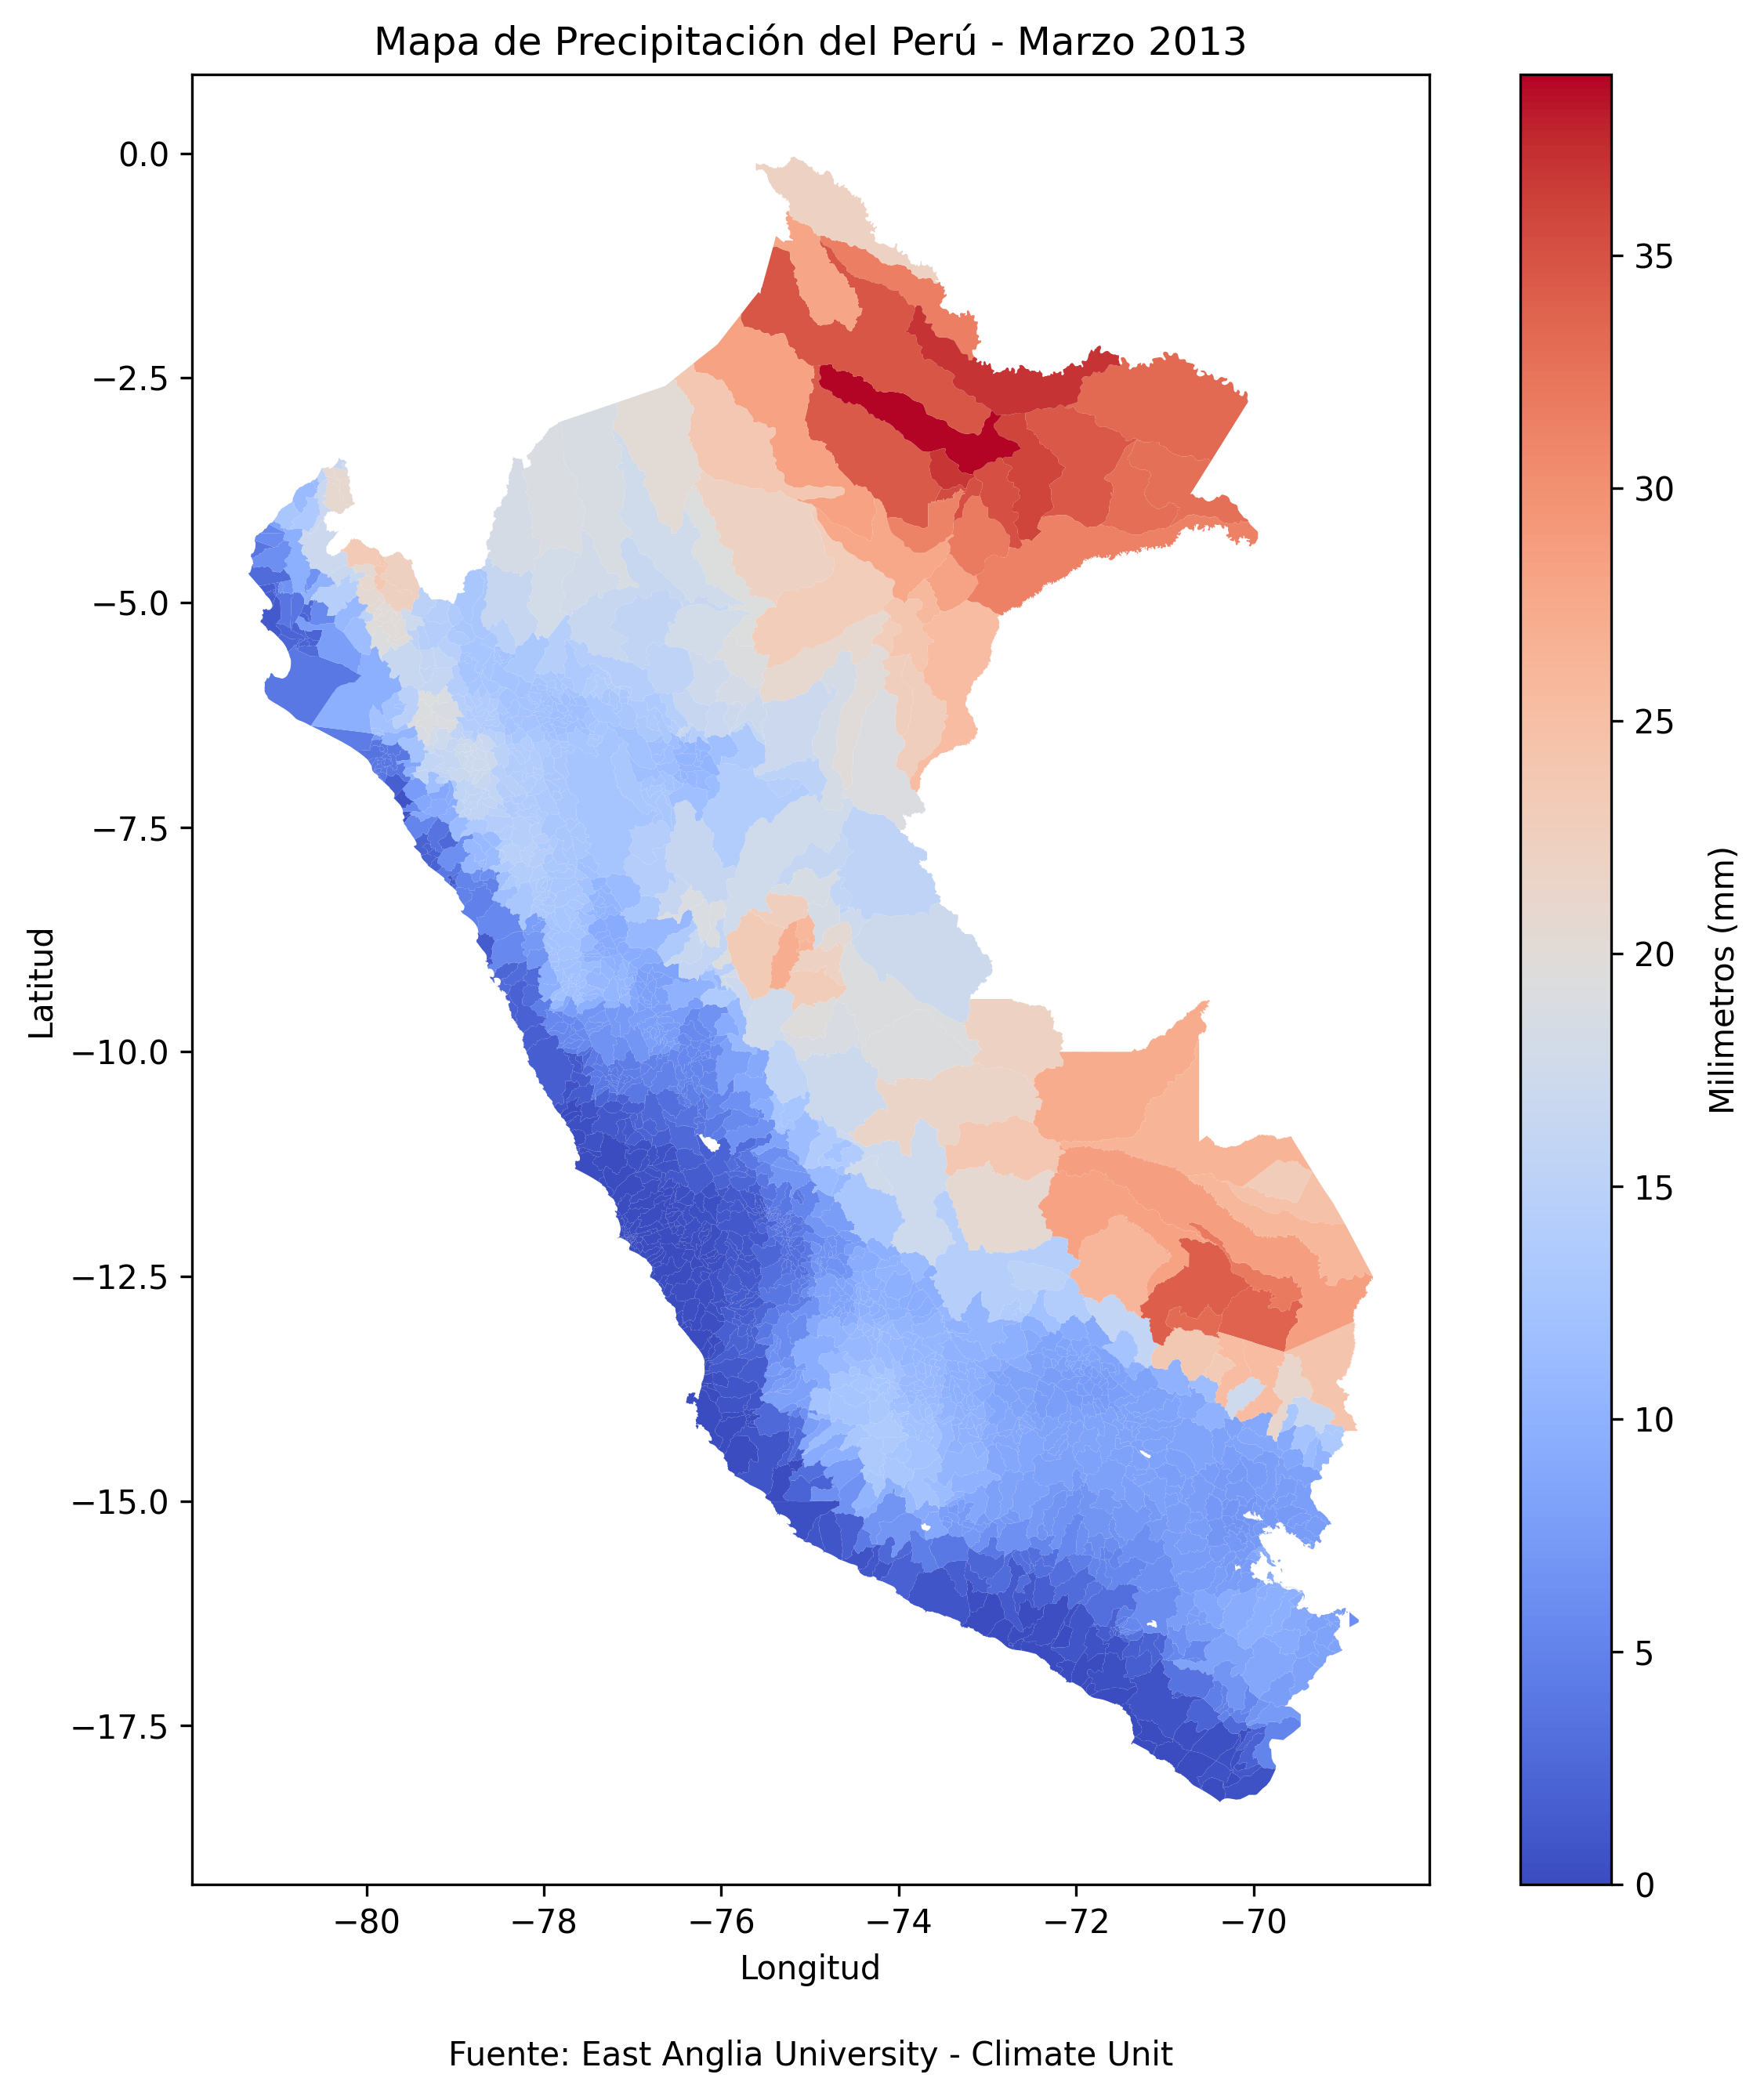 Mapa de Precipitación del Perú - Marzo 2013
0.0
−2.5
−5.0
−7.5
−10.0
−12.5
−15.0
−17.5
Latitud
−80 −78 −76 −74 −72 −70
Longitud
35
30
25
20
15
10
5
0
Milimetros (mm)
Fuente: East Anglia University - Climate Unit